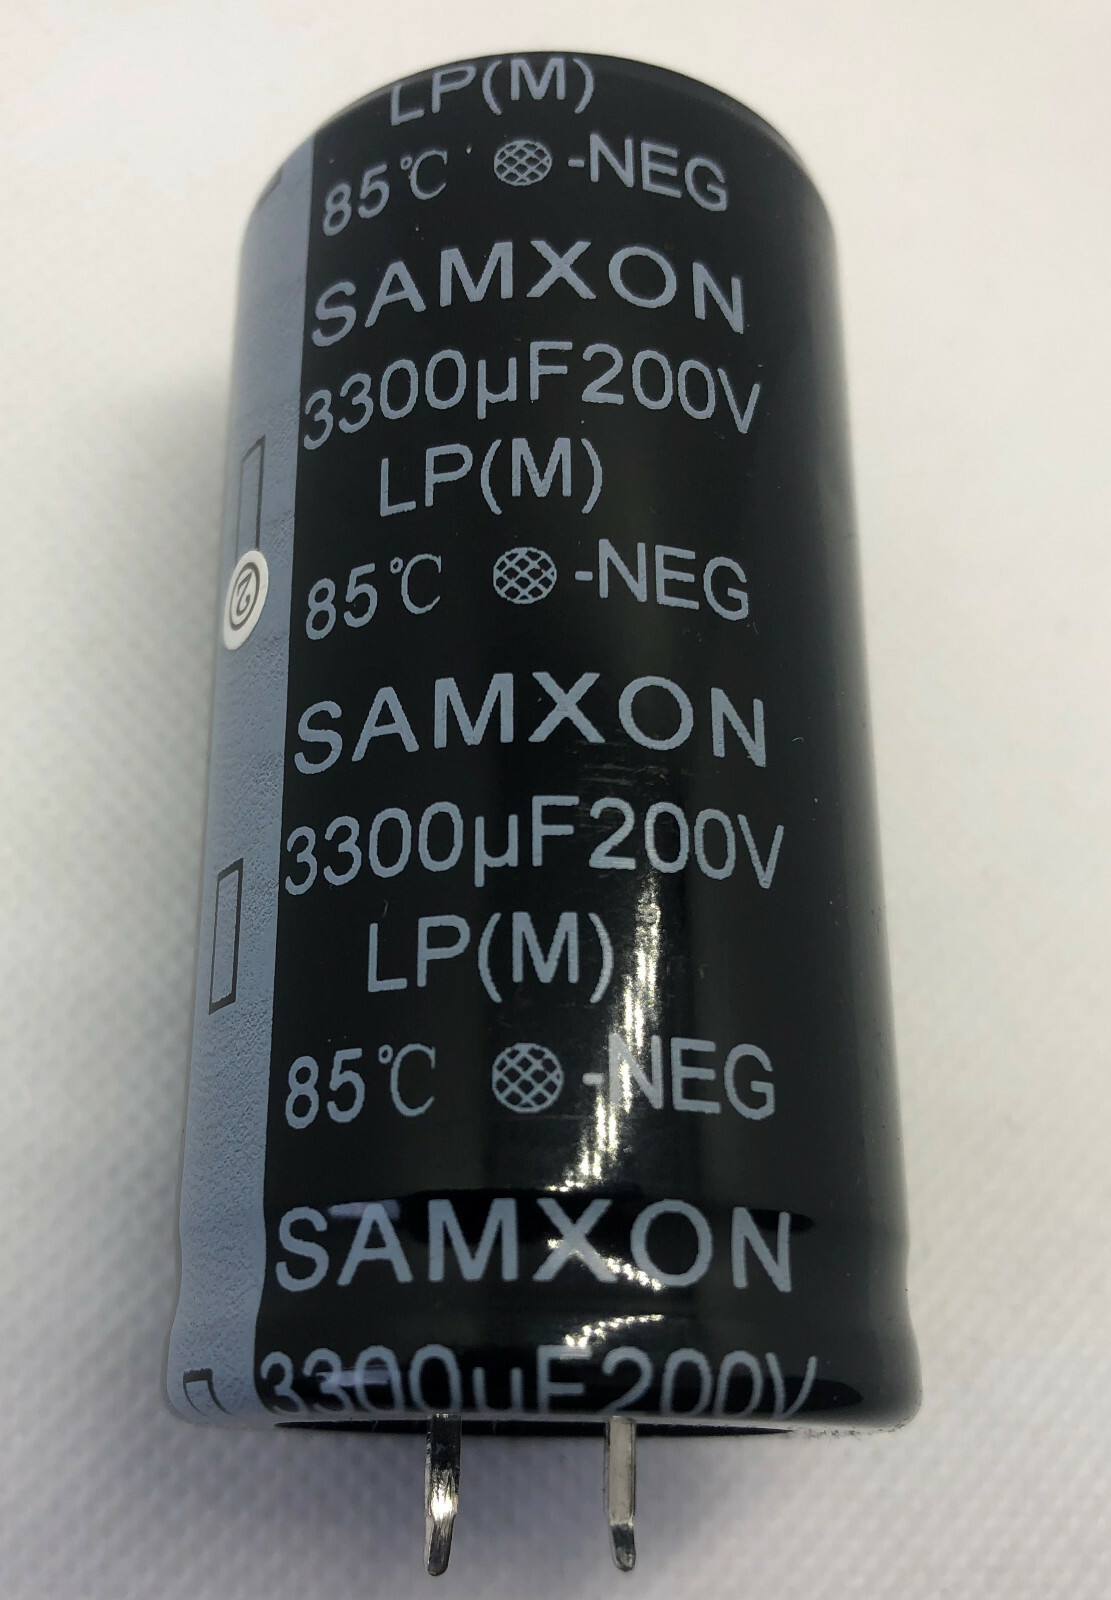 LP(M)
85℃ -NEG
SAMXON
3300µF200V
LP(M)
85℃ -NEG
SAMXON
3300µF200V
LP(M)
85℃ -NEG
SAMXON
3300µF200V